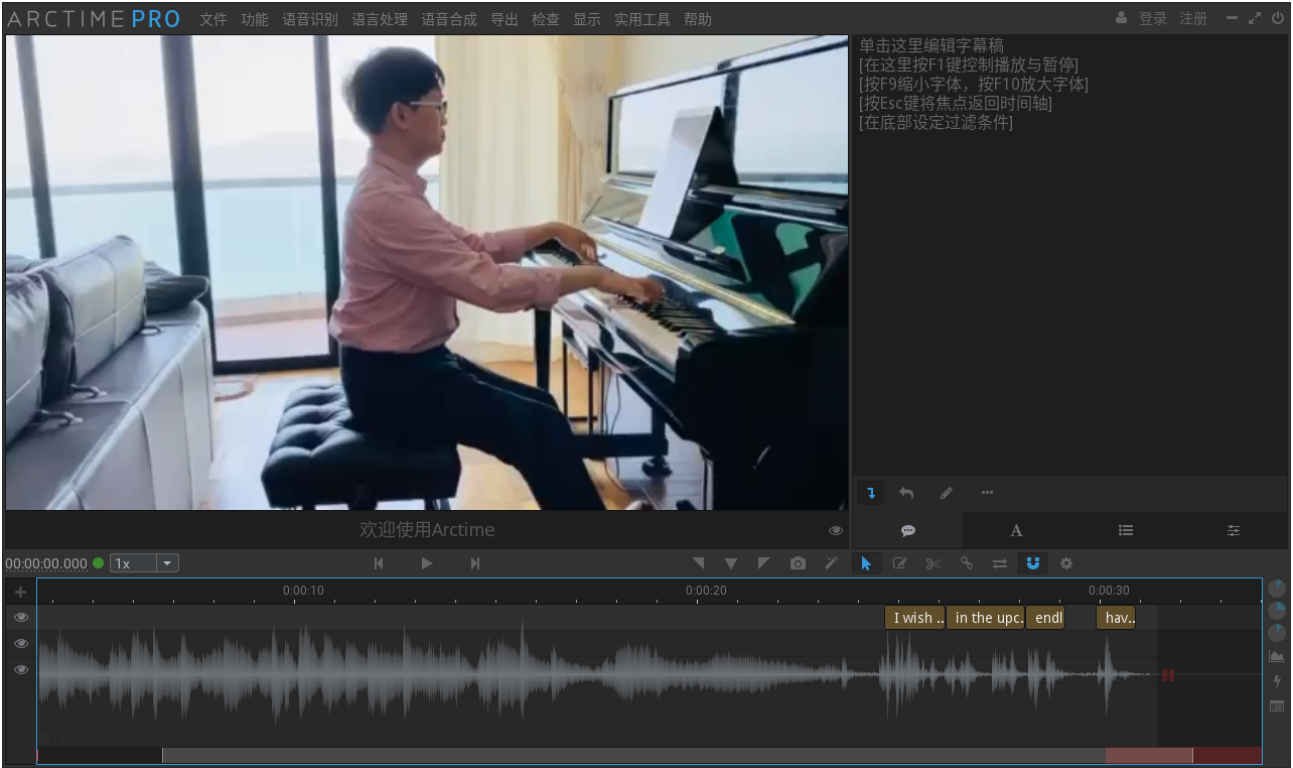 ARCTIME PRO 文件 功能 语音识别 语言处理 语音合成 导出 检查 显示 实用工具 帮助 登录 注册
单击这里编辑字幕稿
[在这里按F1键控制播放与暂停]
[按F9缩小字体，按F10放大字体]
[按Esc键将焦点返回时间轴]
[在底部设定过滤条件]
欢迎使用Arctime
A
00:00:00.000 1x
0:00:10 0:00:20 0:00:30
I wish .. in the upc. endl hav..